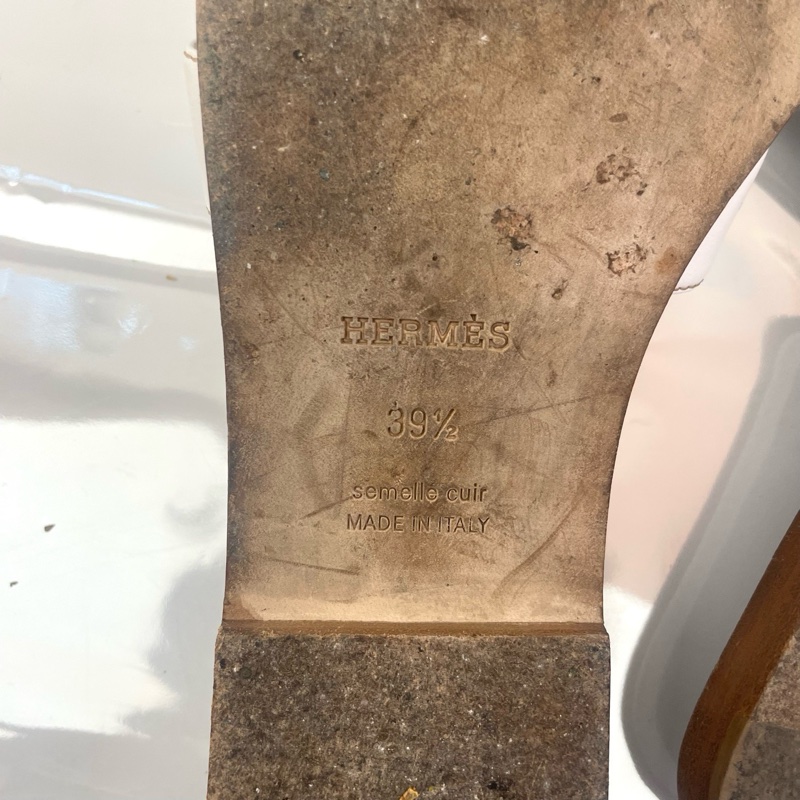 HERMÈS
39½
semelle cuir
MADE IN ITALY